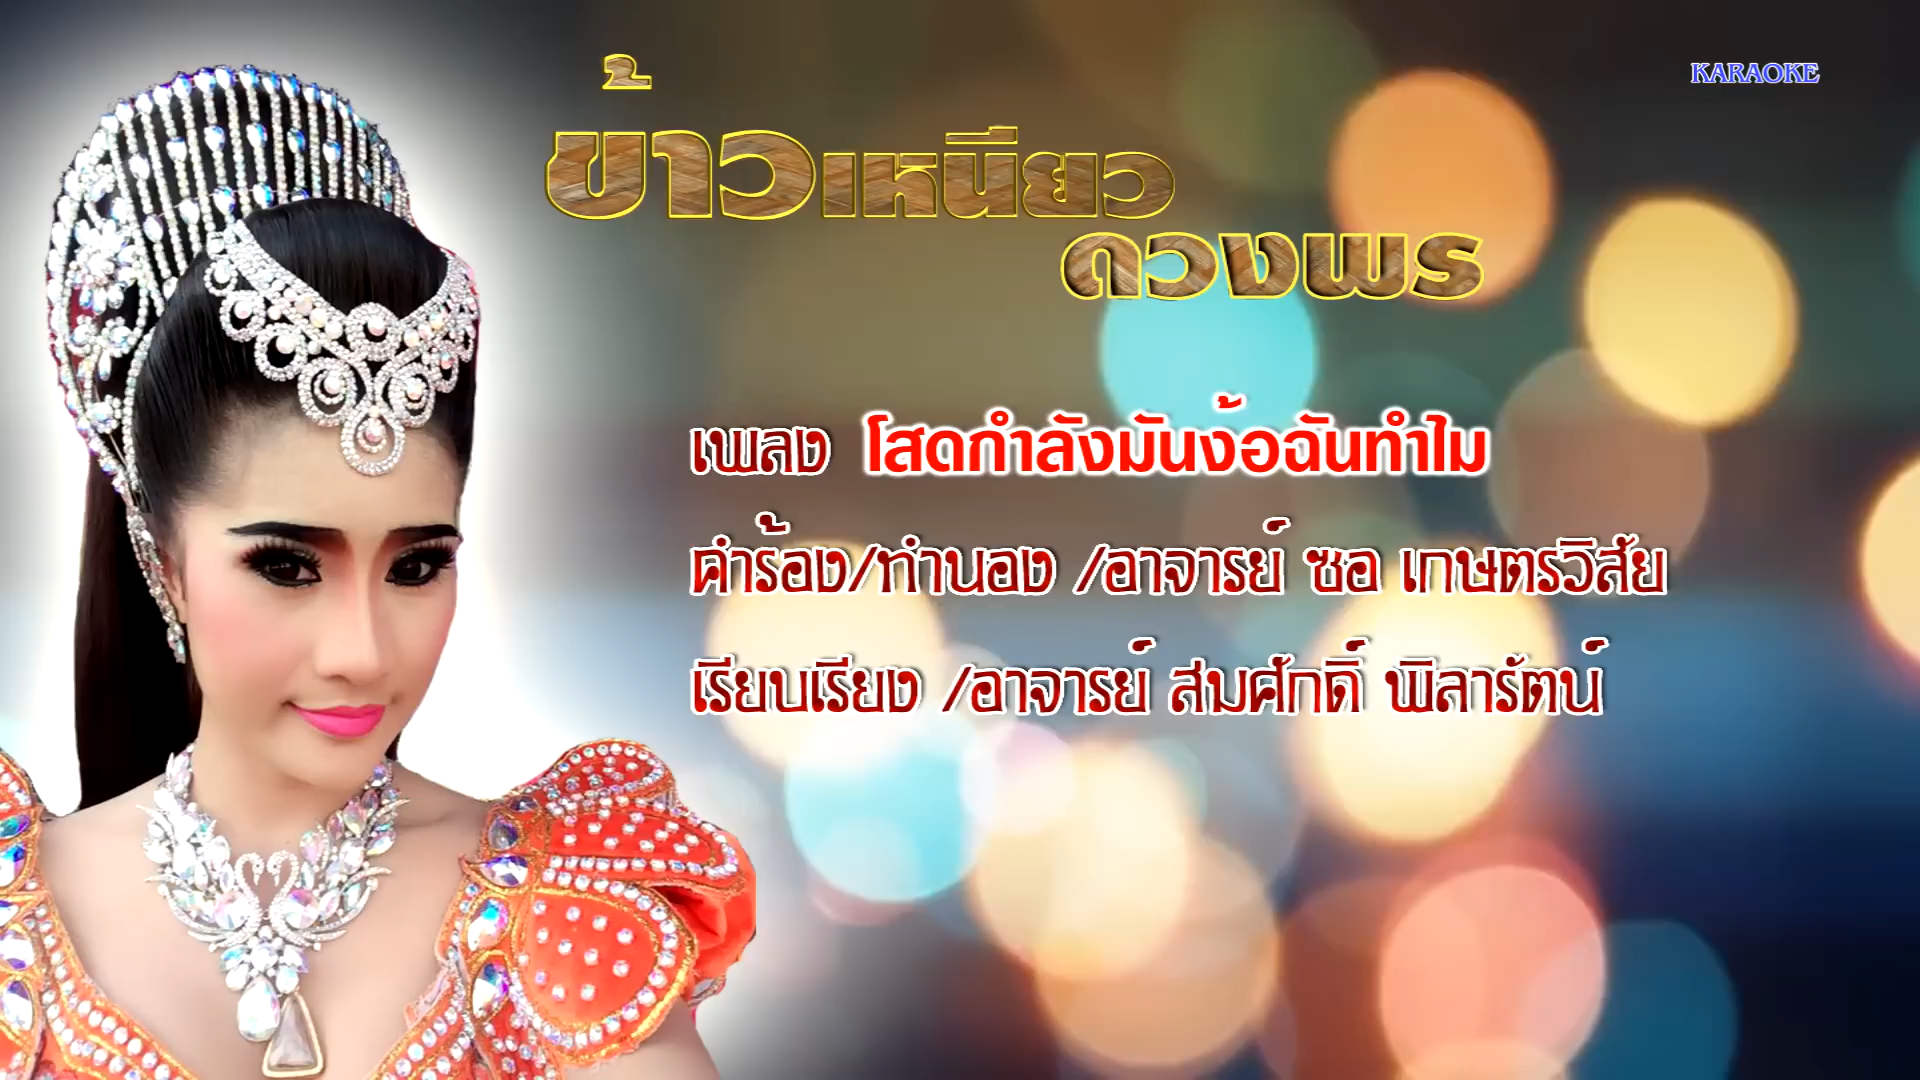 KARAOKE
ข้าวเหนียว
ดวงพร
เพลง โสดกำลังมันง้อฉันทำไม
คำร้อง/ทำนอง /อาจารย์ ซอ เกษตรวิสัย
เรียบเรียง /อาจารย์ สมศักดิ์ พิลารัตน์